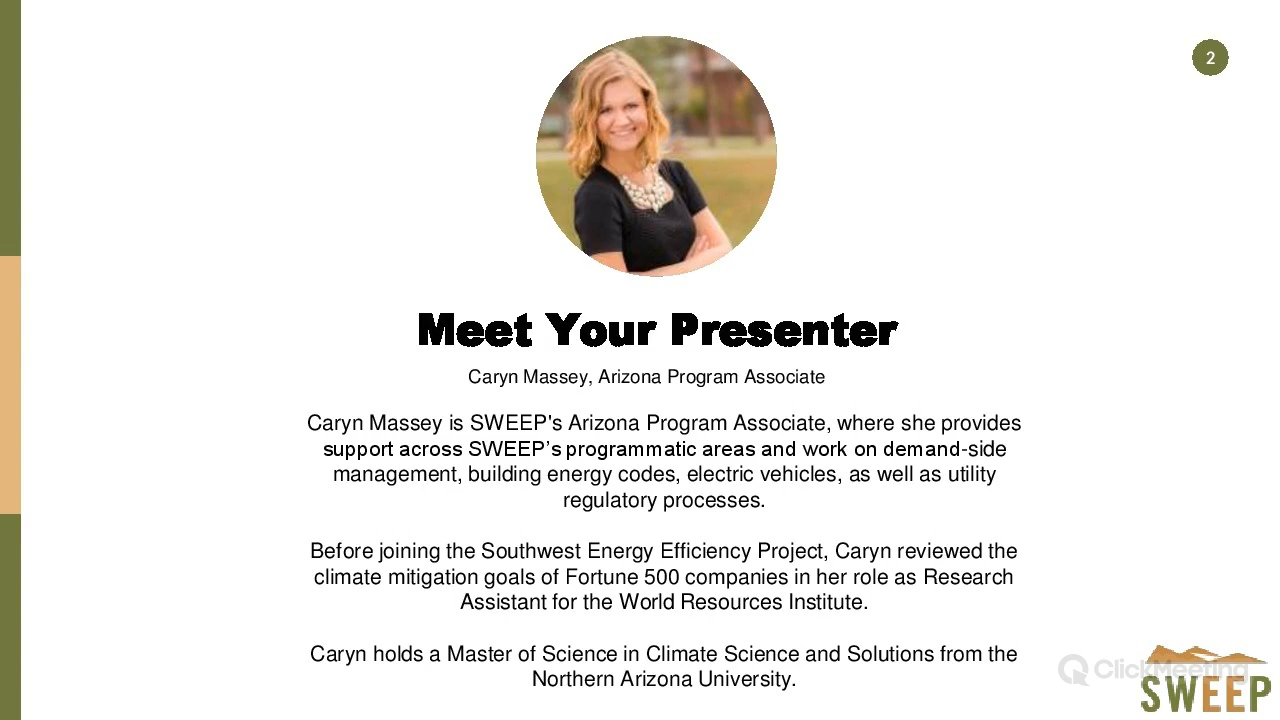 2
Meet Your Presenter
Caryn Massey, Arizona Program Associate
Caryn Massey is SWEEP's Arizona Program Associate, where she provides
support across SWEEP’s programmatic areas and work on demand-side
management, building energy codes, electric vehicles, as well as utility
regulatory processes.
Before joining the Southwest Energy Efficiency Project, Caryn reviewed the
climate mitigation goals of Fortune 500 companies in her role as Research
Assistant for the World Resources Institute.
Caryn holds a Master of Science in Climate Science and Solutions from the
Northern Arizona University.
ClickMeeting
SWEEP